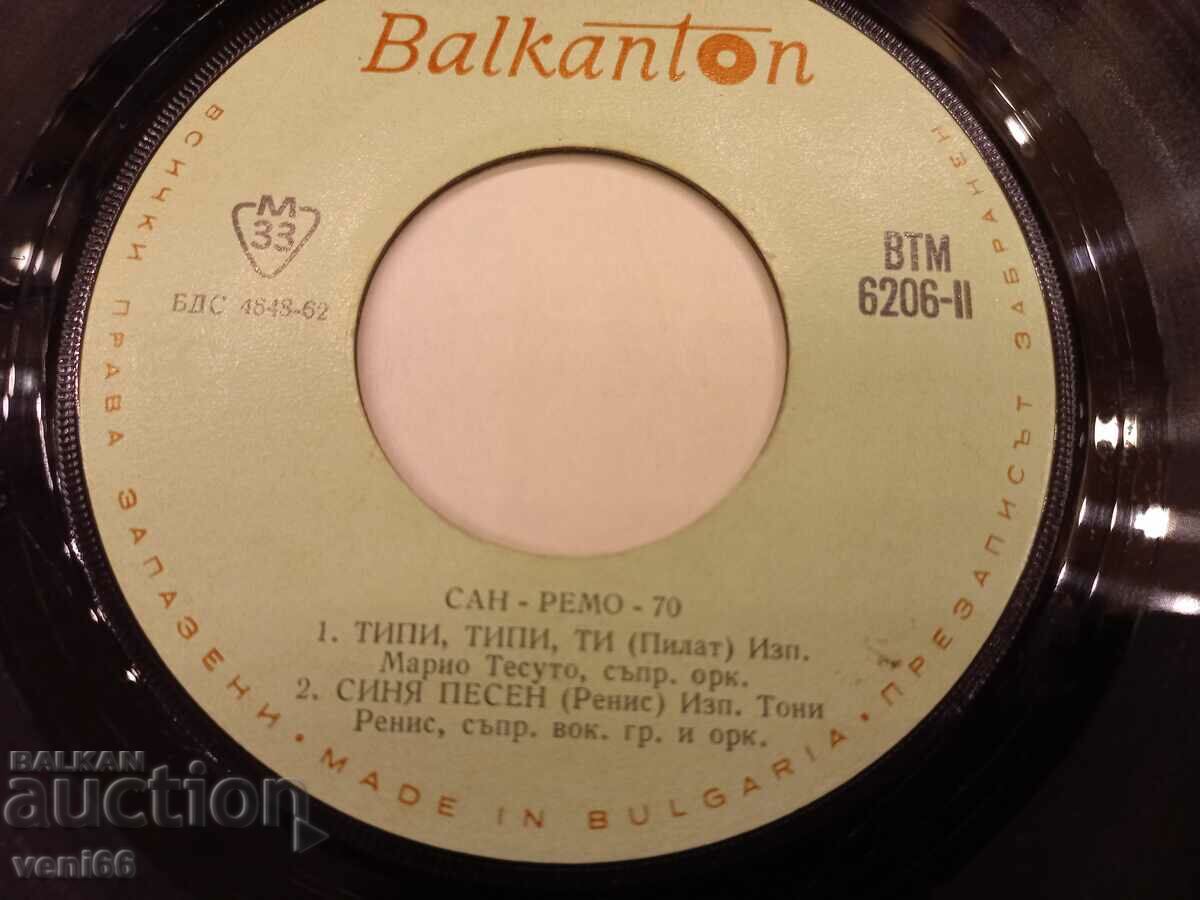 Balkanton
M
33
БДС 4648-62
ВТМ
6206-II
САН - РЕМО - 70
1. ТИПИ, ТИПИ, ТИ (Пилат) Изп.
Марио Тесуто, съпр. орк.
2. СИНЯ ПЕСЕН (Ренис) Изп. Тони
Ренис, съпр. вок. гр. и орк.
ВСИЧКИ ПРАВА ЗАПАЗЕНИ • MADE IN BULGARIA • ПРЕЗАПИСЪТ ЗАБРАНЕН
BALKAN
auction
veni66